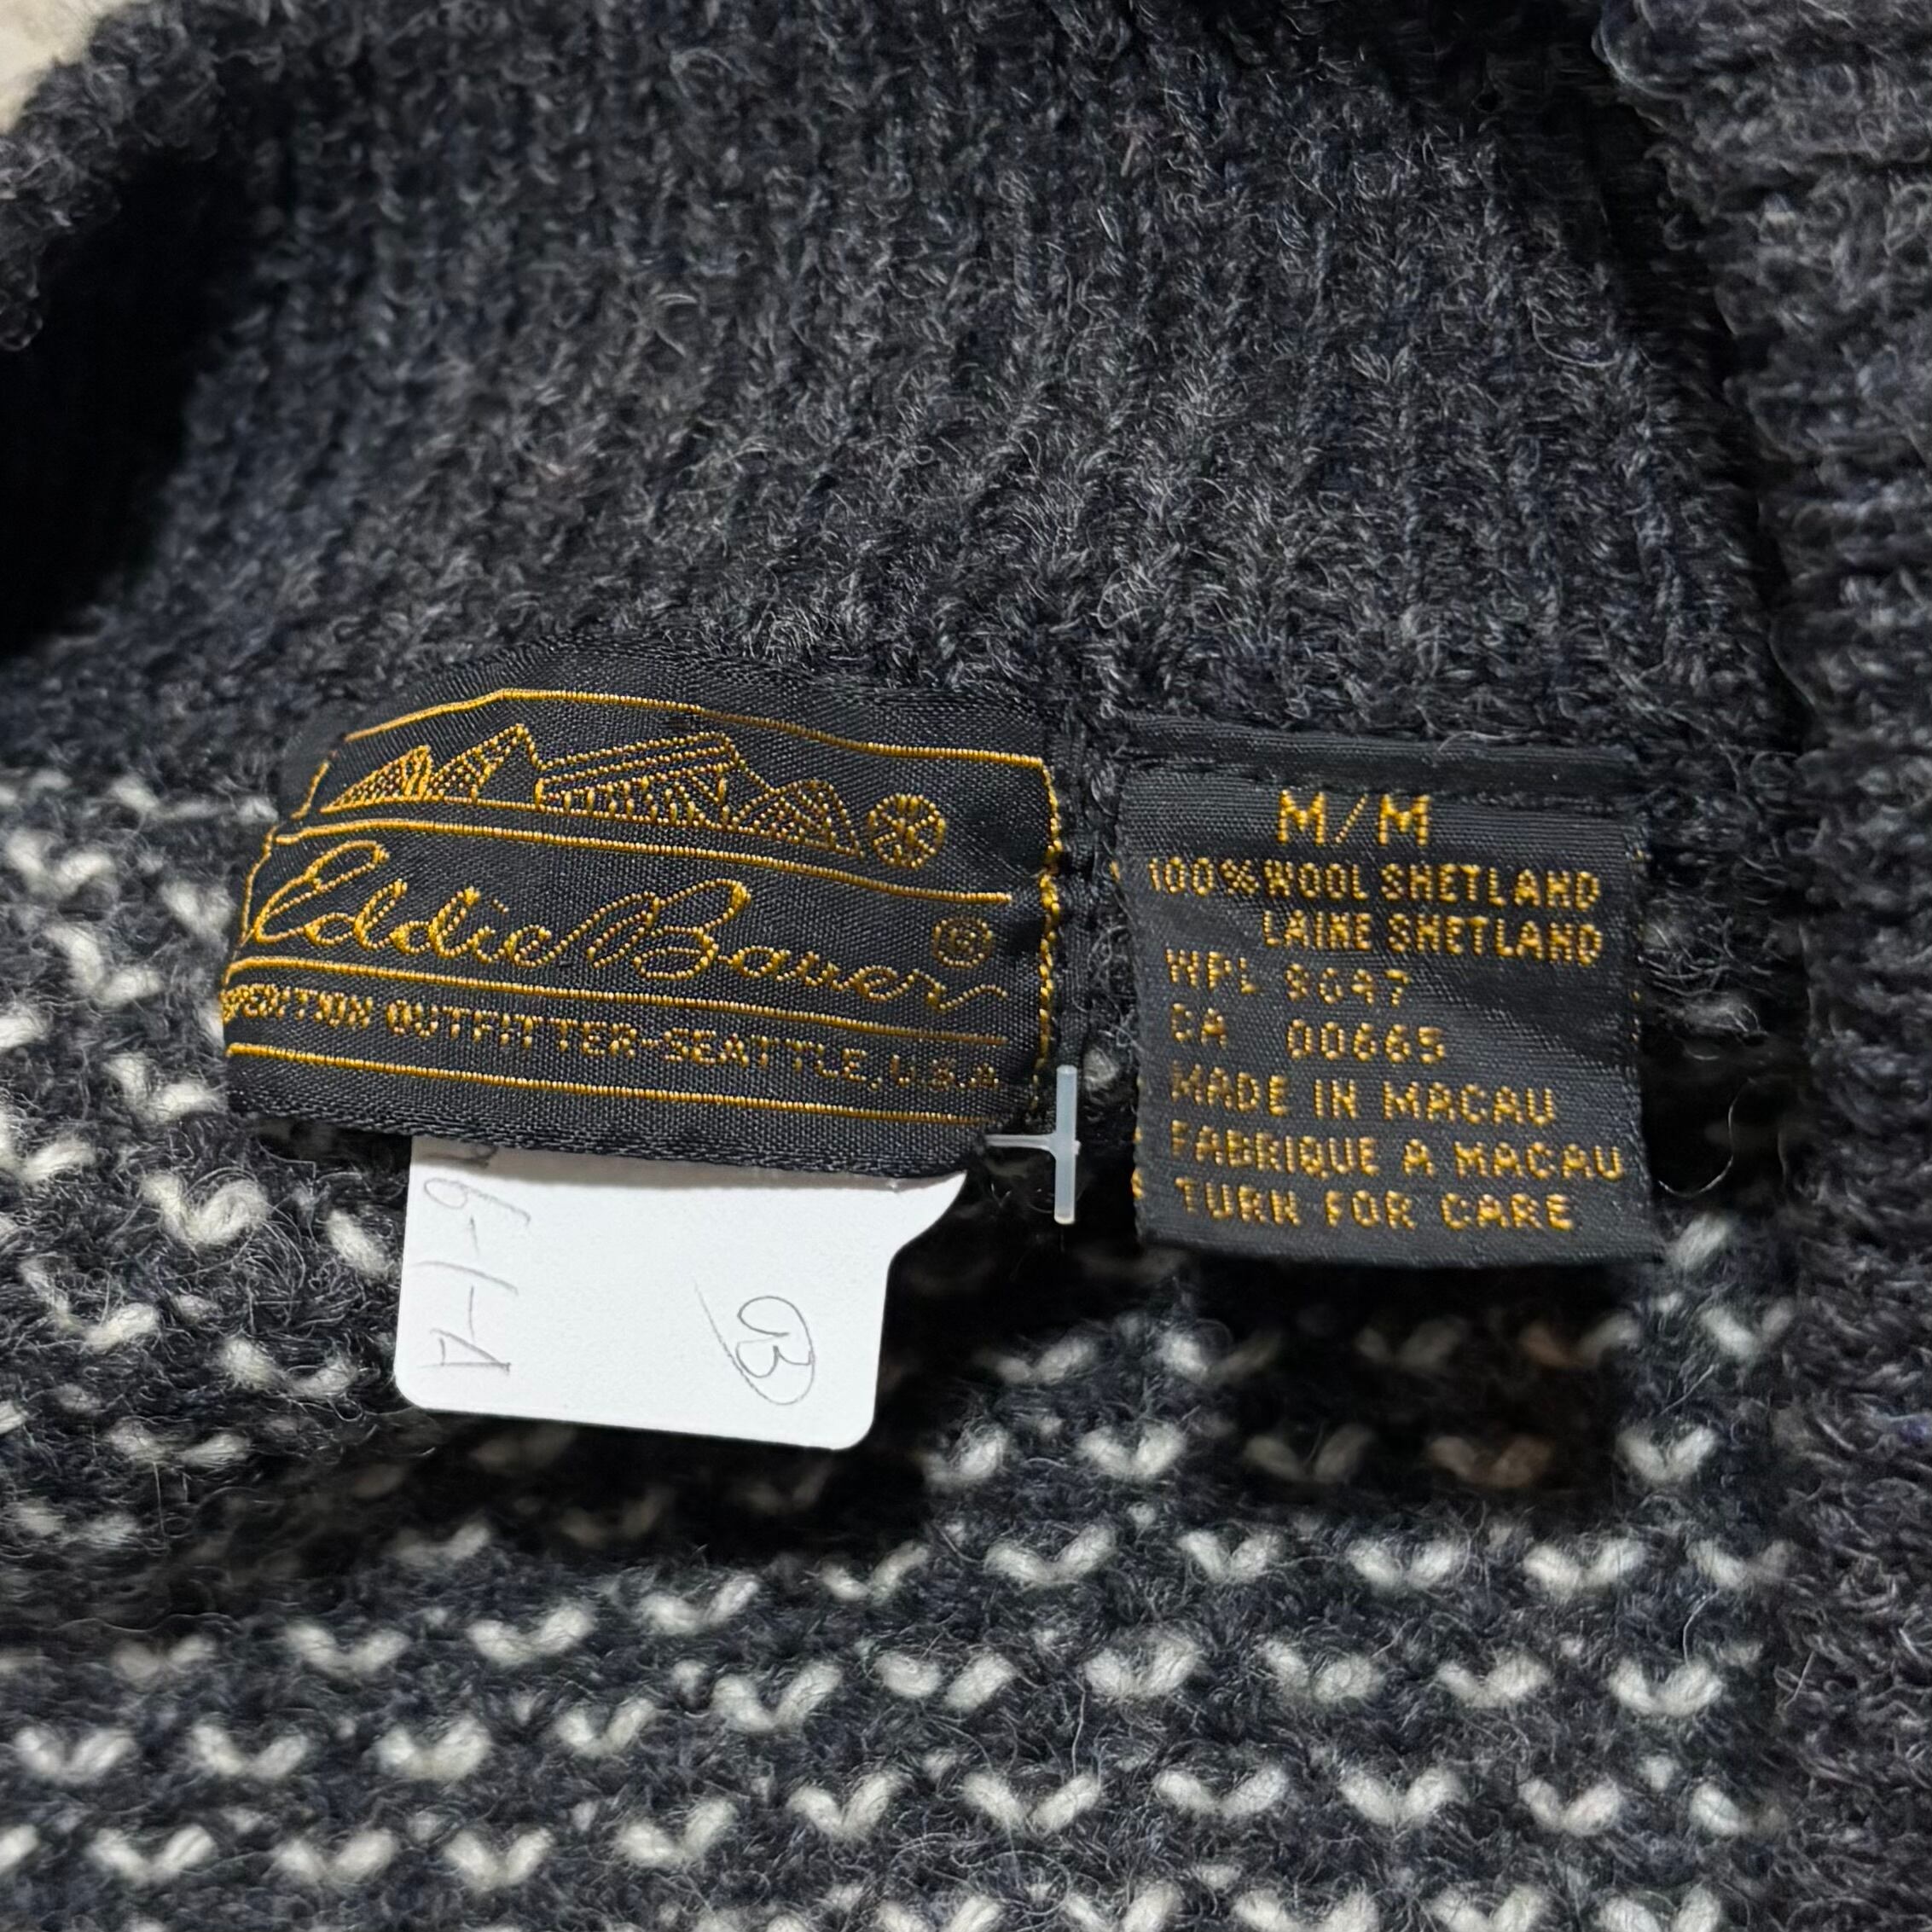 Eddie Bauer ®
EXPEDITION OUTFITTER-SEATTLE, U.S.A
M/M
100% WOOL SHETLAND
LAINE SHETLAND
WPL 8697
CA 00665
MADE IN MACAU
FABRIQUE A MACAU
TURN FOR CARE
B